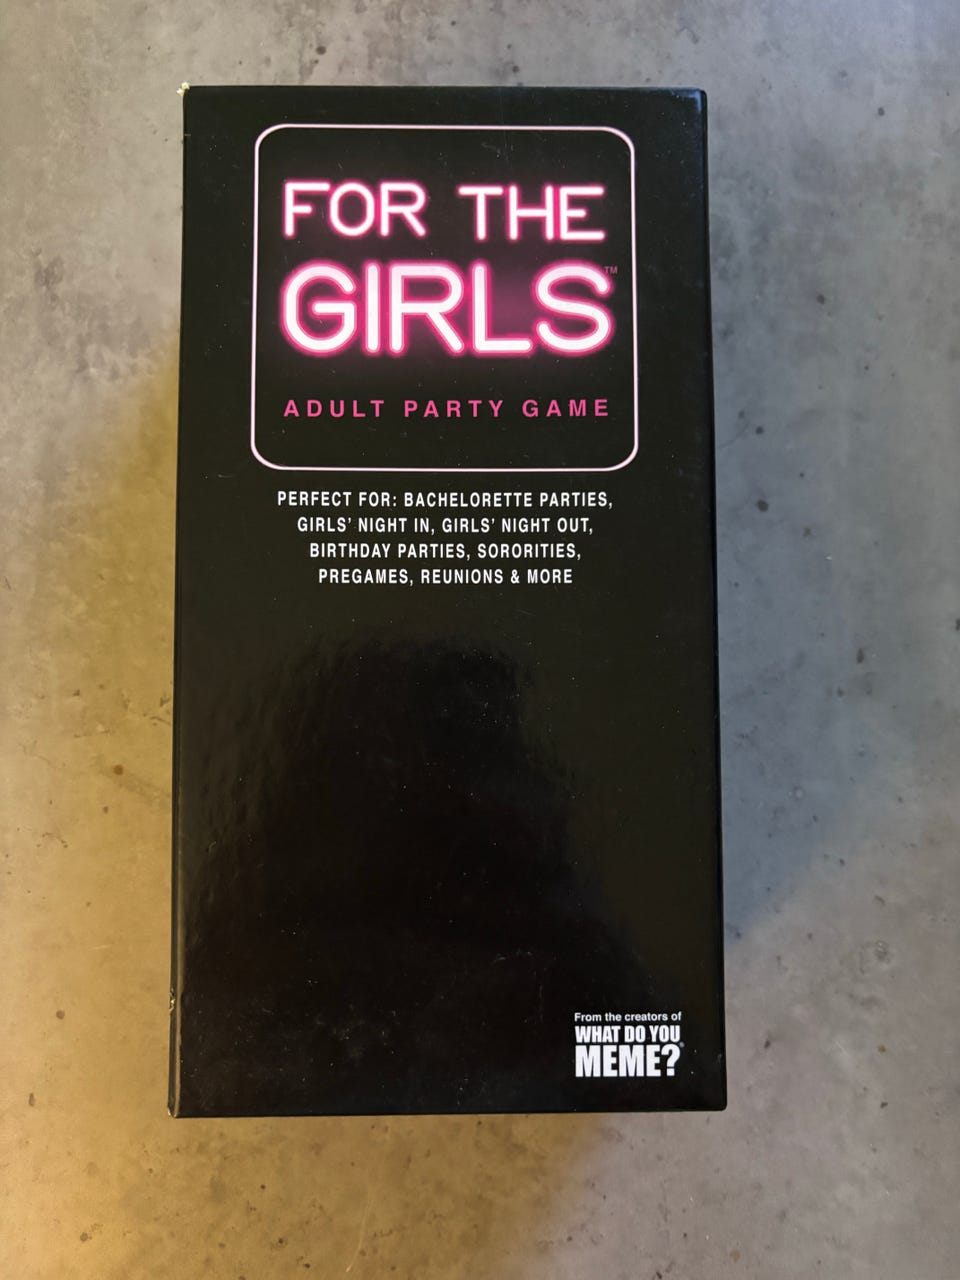 FOR THE
GIRLS™
ADULT PARTY GAME
PERFECT FOR: BACHELORETTE PARTIES,
GIRLS' NIGHT IN, GIRLS' NIGHT OUT,
BIRTHDAY PARTIES, SORORITIES,
PREGAMES, REUNIONS & MORE
From the creators of
WHAT DO YOU
MEME?®